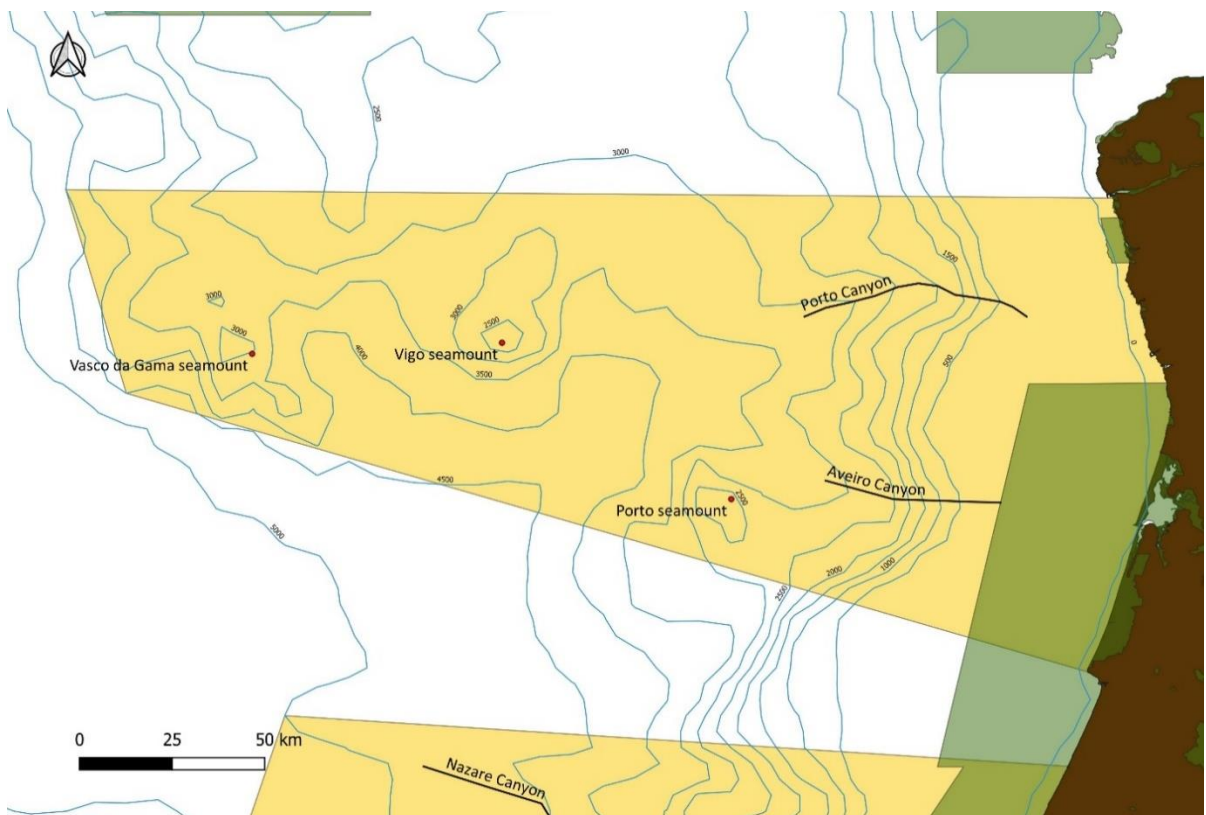 2500
3000
1500
Porto Canyon
3000
3000
2500
3000
0
Vigo seamount
4000
500
Vasco da Gama seamount
3500
4500
Aveiro Canyon
2500
Porto seamount
5000
1000
2000
2500
0 25 50 km
Nazare Canyon